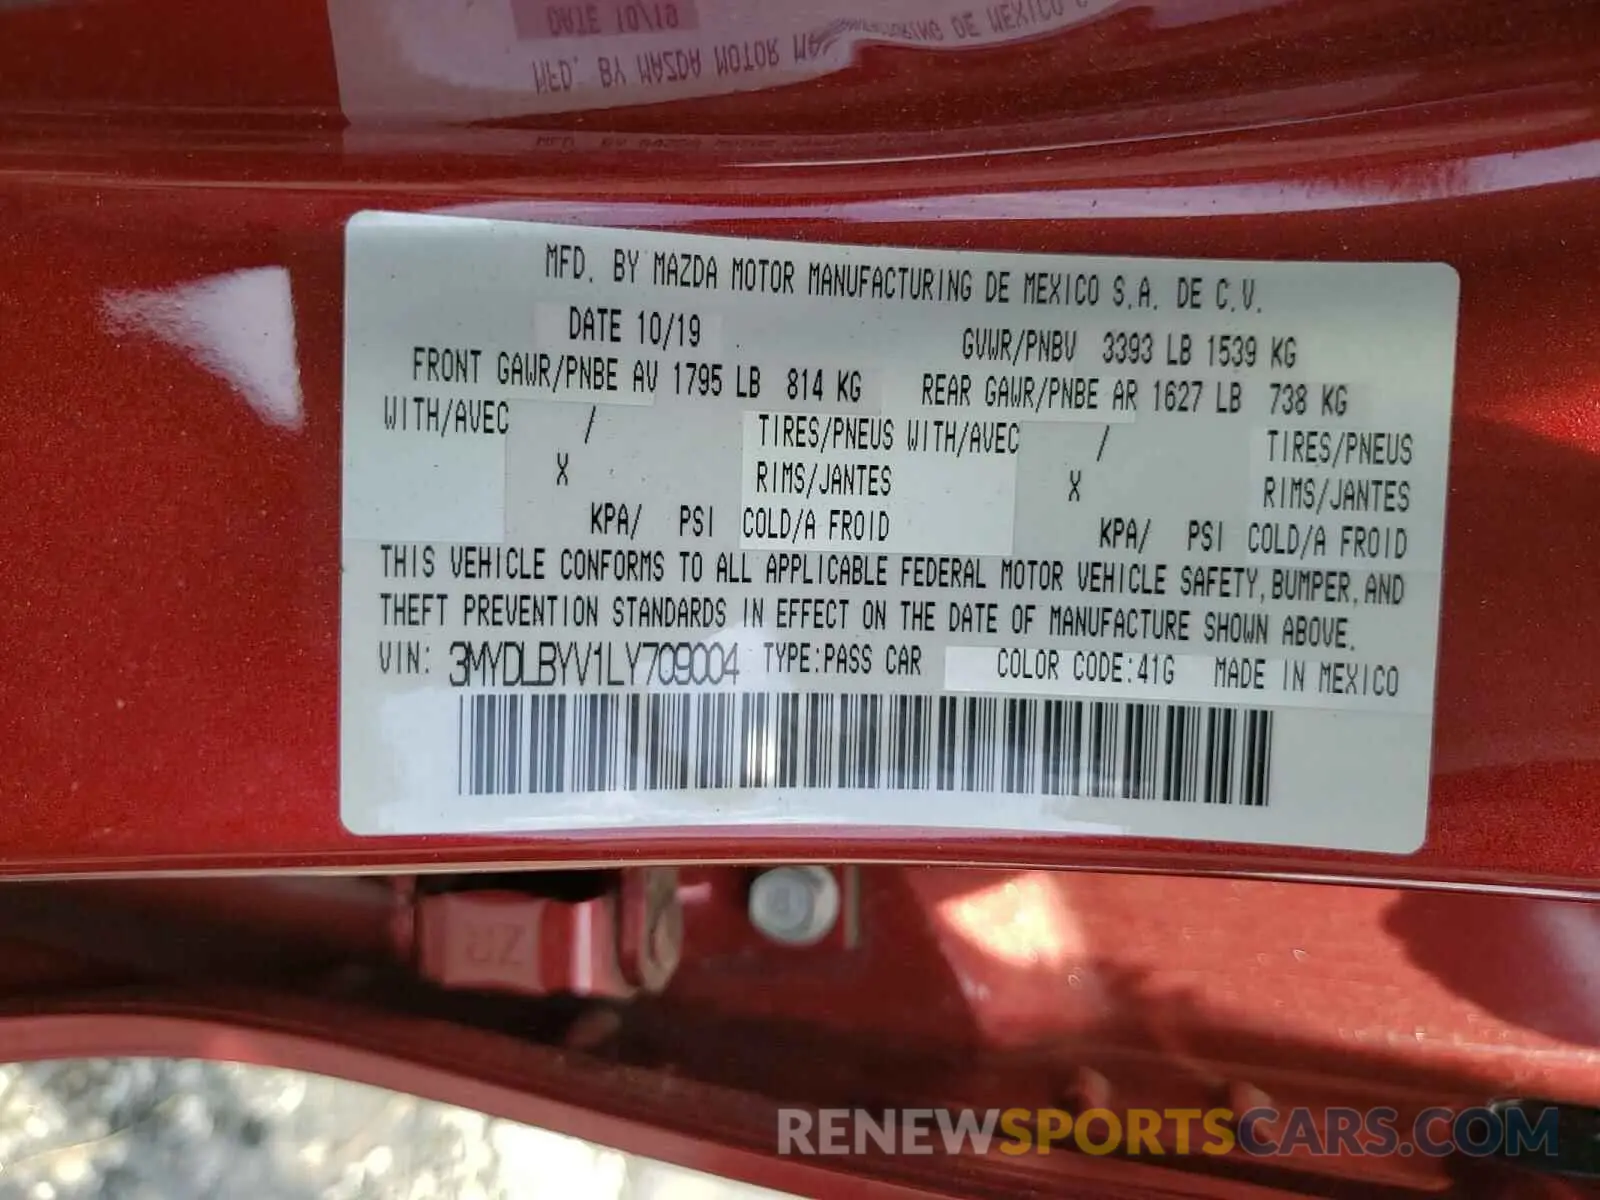 MFD. BY MAZDA MOTOR MANUFACTURING DE MEXICO S.A. DE C.V.
DATE 10/19 GVWR/PNBV 3393 LB 1539 KG
FRONT GAWR/PNBE AV 1795 LB 814 KG REAR GAWR/PNBE AR 1627 LB 738 KG
WITH/AVEC / TIRES/PNEUS WITH/AVEC / TIRES/PNEUS
X RIMS/JANTES X RIMS/JANTES
KPA/ PSI COLD/A FROID KPA/ PSI COLD/A FROID
THIS VEHICLE CONFORMS TO ALL APPLICABLE FEDERAL MOTOR VEHICLE SAFETY, BUMPER, AND
THEFT PREVENTION STANDARDS IN EFFECT ON THE DATE OF MANUFACTURE SHOWN ABOVE.
VIN: 3MYDLBYV1LY709004 TYPE:PASS CAR COLOR CODE:41G MADE IN MEXICO
RENEWSPORTSCARS.COM